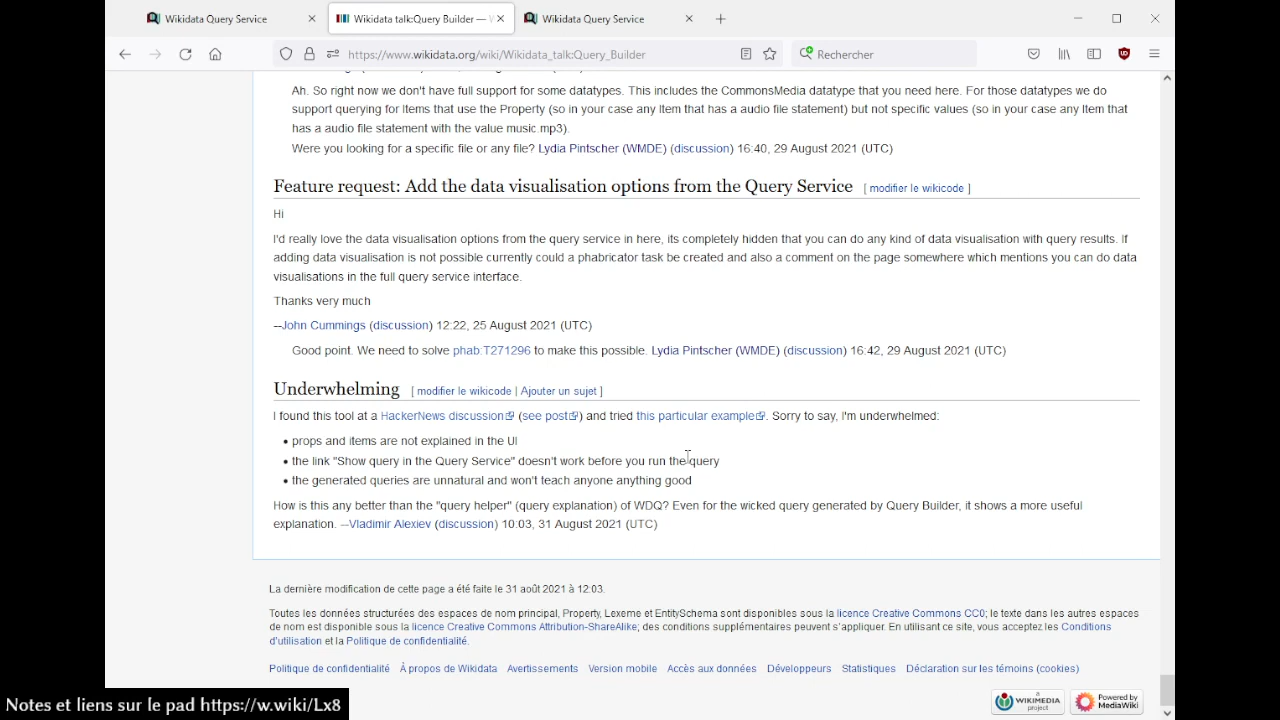 Wikidata Query Service
Wikidata talk:Query Builder —
Wikidata Query Service
https://www.wikidata.org/wiki/Wikidata_talk:Query_Builder
Rechercher
Ah. So right now we don't have full support for some datatypes. This includes the CommonsMedia datatype that you need here. For those datatypes we do
support querying for Items that use the Property (so in your case any Item that has a audio file statement) but not specific values (so in your case any Item that
has a audio file statement with the value music.mp3).
Were you looking for a specific file or any file? Lydia Pintscher (WMDE) (discussion) 16:40, 29 August 2021 (UTC)
Feature request: Add the data visualisation options from the Query Service [ modifier le wikicode ]
Hi
I'd really love the data visualisation options from the query service in here, its completely hidden that you can do any kind of data visualisation with query results. If
adding data visualisation is not possible currently could a phabricator task be created and also a comment on the page somewhere which mentions you can do data
visualisations in the full query service interface.
Thanks very much
--John Cummings (discussion) 12:22, 25 August 2021 (UTC)
Good point. We need to solve phab:T271296 to make this possible. Lydia Pintscher (WMDE) (discussion) 16:42, 29 August 2021 (UTC)
Underwhelming [ modifier le wikicode | Ajouter un sujet ]
I found this tool at a HackerNews discussion (see post) and tried this particular example. Sorry to say, I'm underwhelmed:
• props and items are not explained in the UI
• the link "Show query in the Query Service" doesn't work before you run the query
• the generated queries are unnatural and won't teach anyone anything good
How is this any better than the "query helper" (query explanation) of WDQ? Even for the wicked query generated by Query Builder, it shows a more useful
explanation. --Vladimir Alexiev (discussion) 10:03, 31 August 2021 (UTC)
La dernière modification de cette page a été faite le 31 août 2021 à 12:03.
Toutes les données structurées des espaces de nom principal, Property, Lexeme et EntitySchema sont disponibles sous la licence Creative Commons CC0; le texte dans les autres espaces
de nom est disponible sous la licence Creative Commons Attribution-ShareAlike; des conditions supplémentaires peuvent s'appliquer. En utilisant ce site, vous acceptez les Conditions
d'utilisation et la Politique de confidentialité.
Politique de confidentialité À propos de Wikidata Avertissements Version mobile Accès aux données Développeurs Statistiques Déclaration sur les témoins (cookies)
a WIKIMEDIA project
Powered by MediaWiki
Notes et liens sur le pad https://w.wiki/Lx8